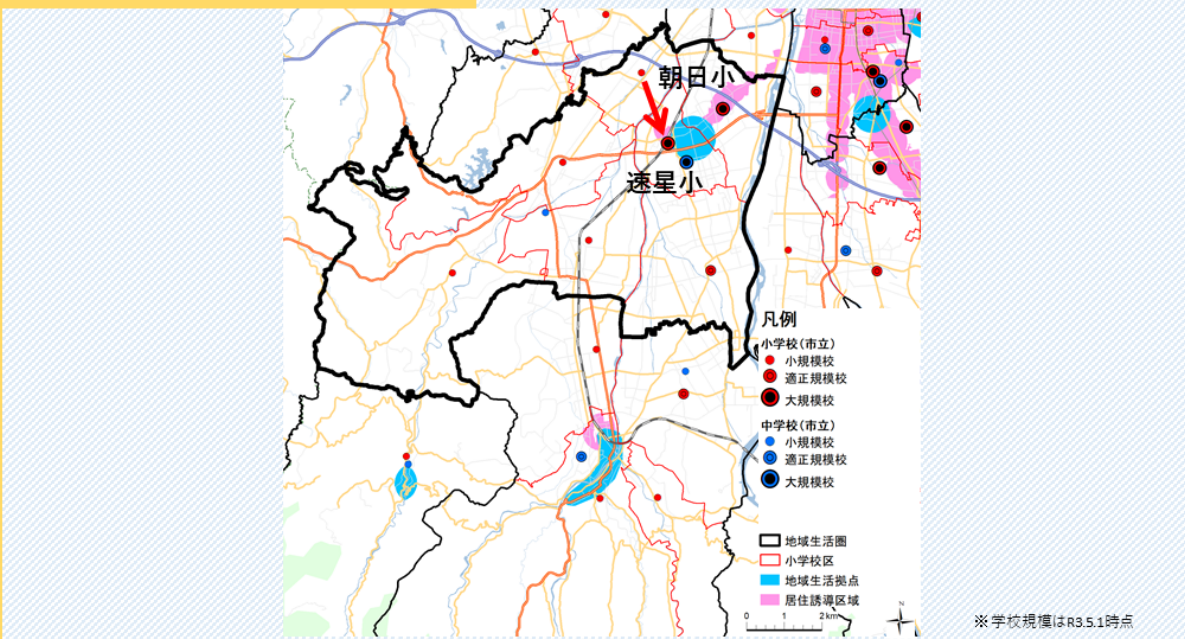 朝日小
速星小
凡例
小学校(市立)
小規模校
適正規模校
大規模校
中学校(市立)
小規模校
適正規模校
大規模校
地域生活圏
小学校区
地域生活拠点
居住誘導区域
0 1 2 km
N
※ 学校規模はR3.5.1時点